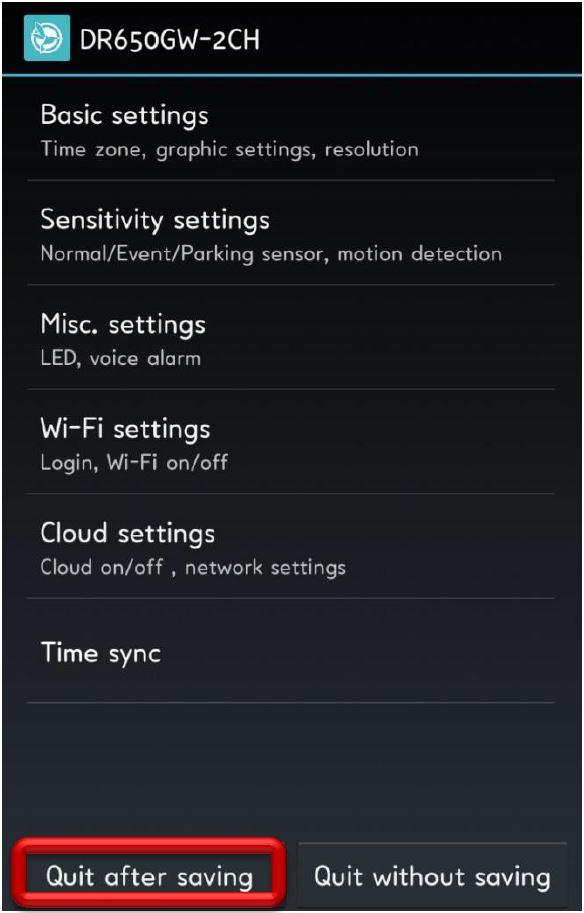 DR650GW-2CH
Basic settings
Time zone, graphic settings, resolution
Sensitivity settings
Normal/Event/Parking sensor, motion detection
Misc. settings
LED, voice alarm
Wi-Fi settings
Login, Wi-Fi on/off
Cloud settings
Cloud on/off , network settings
Time sync
Quit after saving
Quit without saving